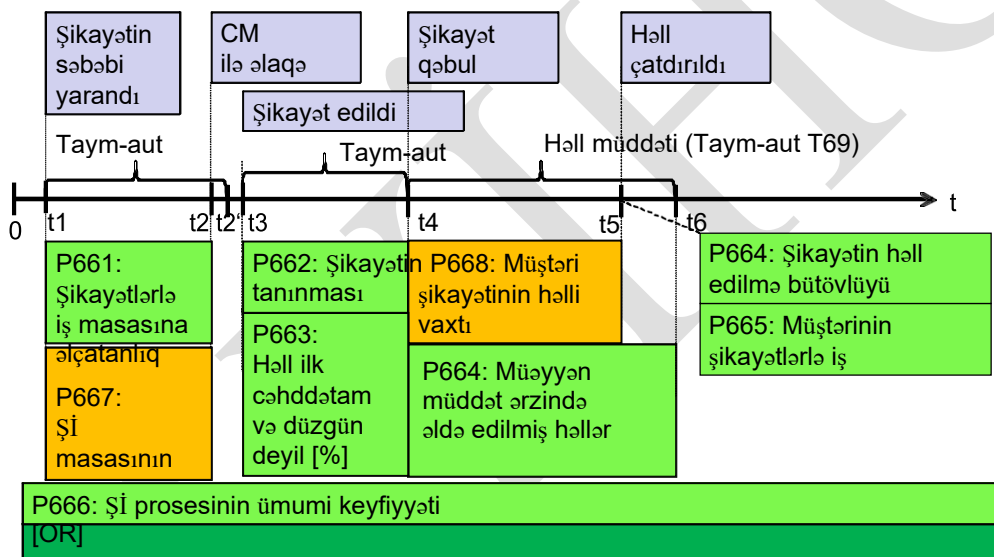 Şikayətin
səbəbi
yarandı
CM
ilə əlaqə
Şikayət
qəbul
Həll
çatdırıldı
Şikayət edildi
Taym-aut
Taym-aut
Həll müddəti (Taym-aut T69)
0
t1
t2
t2'
t3
t4
t5
t6
t
P661:
Şikayətlərlə
iş masasına
əlçatanlıq
P667:
Şİ
masasının
P662: Şikayətin
tanınması
P663:
Həll ilk
cəhddətam
və düzgün
deyil [%]
P668: Müştəri
şikayətinin həlli
vaxtı
P664: Müəyyən
müddət ərzində
əldə edilmiş həllər
P664: Şikayətin həll
edilmə bütövlüyü
P665: Müştərinin
şikayətlərlə iş
P666: Şİ prosesinin ümumi keyfiyyəti
[OR]